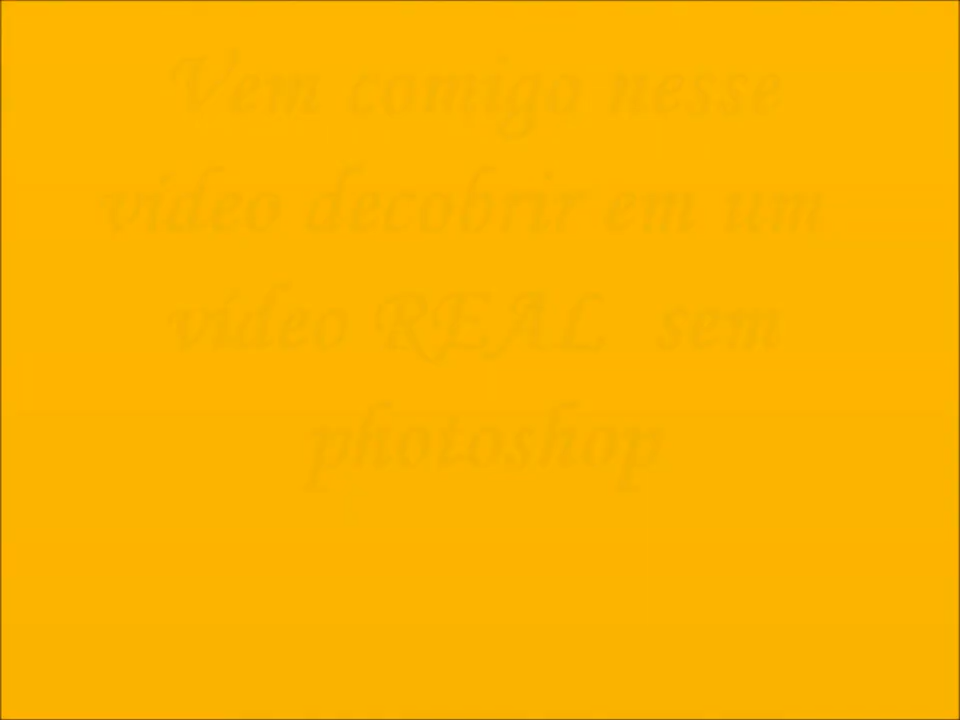 Vem comigo nesse
vídeo decobrir em um
vídeo REAL sem
photoshop